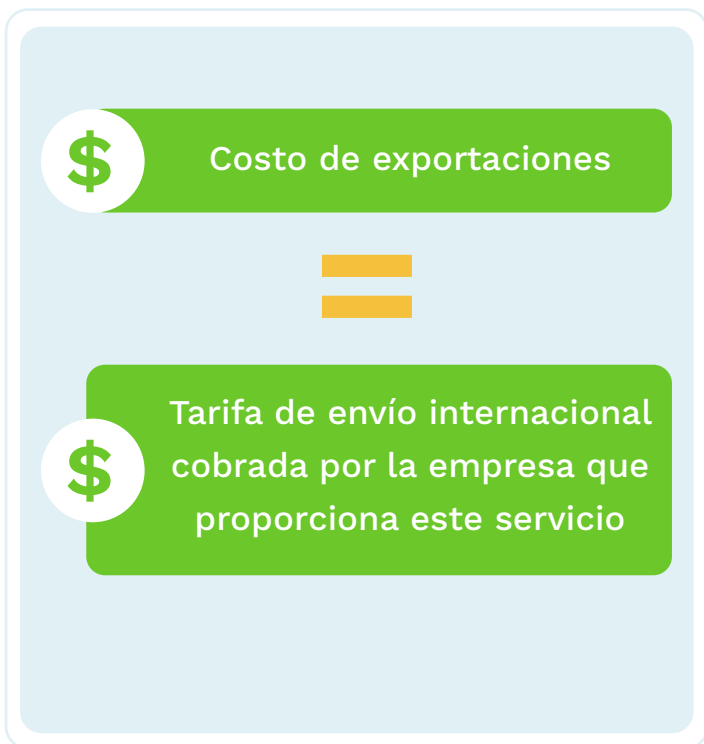 $ Costo de exportaciones
=
Tarifa de envío internacional
$ cobrada por la empresa que
proporciona este servicio